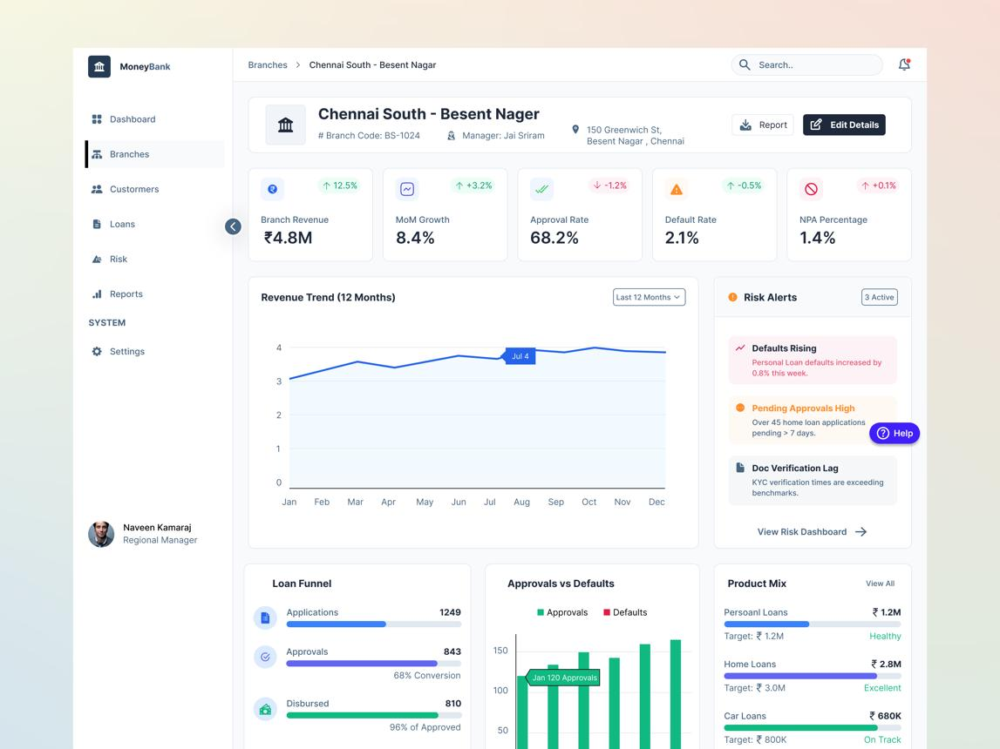 MoneyBank
Branches > Chennai South - Besent Nagar
Search..
Dashboard
Branches
Custormers
Loans
Risk
Reports
SYSTEM
Settings
Naveen Kamaraj
Regional Manager
Chennai South - Besent Nager
# Branch Code: BS-1024
Manager: Jai Sriram
150 Greenwich St,
Besent Nagar , Chennai
Report
Edit Details
↑ 12.5%
Branch Revenue
₹4.8M
↑ +3.2%
MoM Growth
8.4%
↓ -1.2%
Approval Rate
68.2%
↑ -0.5%
Default Rate
2.1%
↑ +0.1%
NPA Percentage
1.4%
Revenue Trend (12 Months)
Last 12 Months
4
3
2
1
0
Jul 4
Jan Feb Mar Apr May Jun Jul Aug Sep Oct Nov Dec
Risk Alerts
3 Active
Defaults Rising
Personal Loan defaults increased by
0.8% this week.
Pending Approvals High
Over 45 home loan applications
pending > 7 days.
Help
Doc Verification Lag
KYC verification times are exceeding
benchmarks.
View Risk Dashboard →
Loan Funnel
Applications 1249
Approvals 843
68% Conversion
Disbursed 810
96% of Approved
Approvals vs Defaults
Approvals Defaults
150
100
50
Jan 120 Approvals
Product Mix
View All
Persoanl Loans ₹ 1.2M
Target: ₹ 1.2M Healthy
Home Loans ₹ 2.8M
Target: ₹ 3.0M Excellent
Car Loans ₹ 680K
Target: ₹ 800K On Track